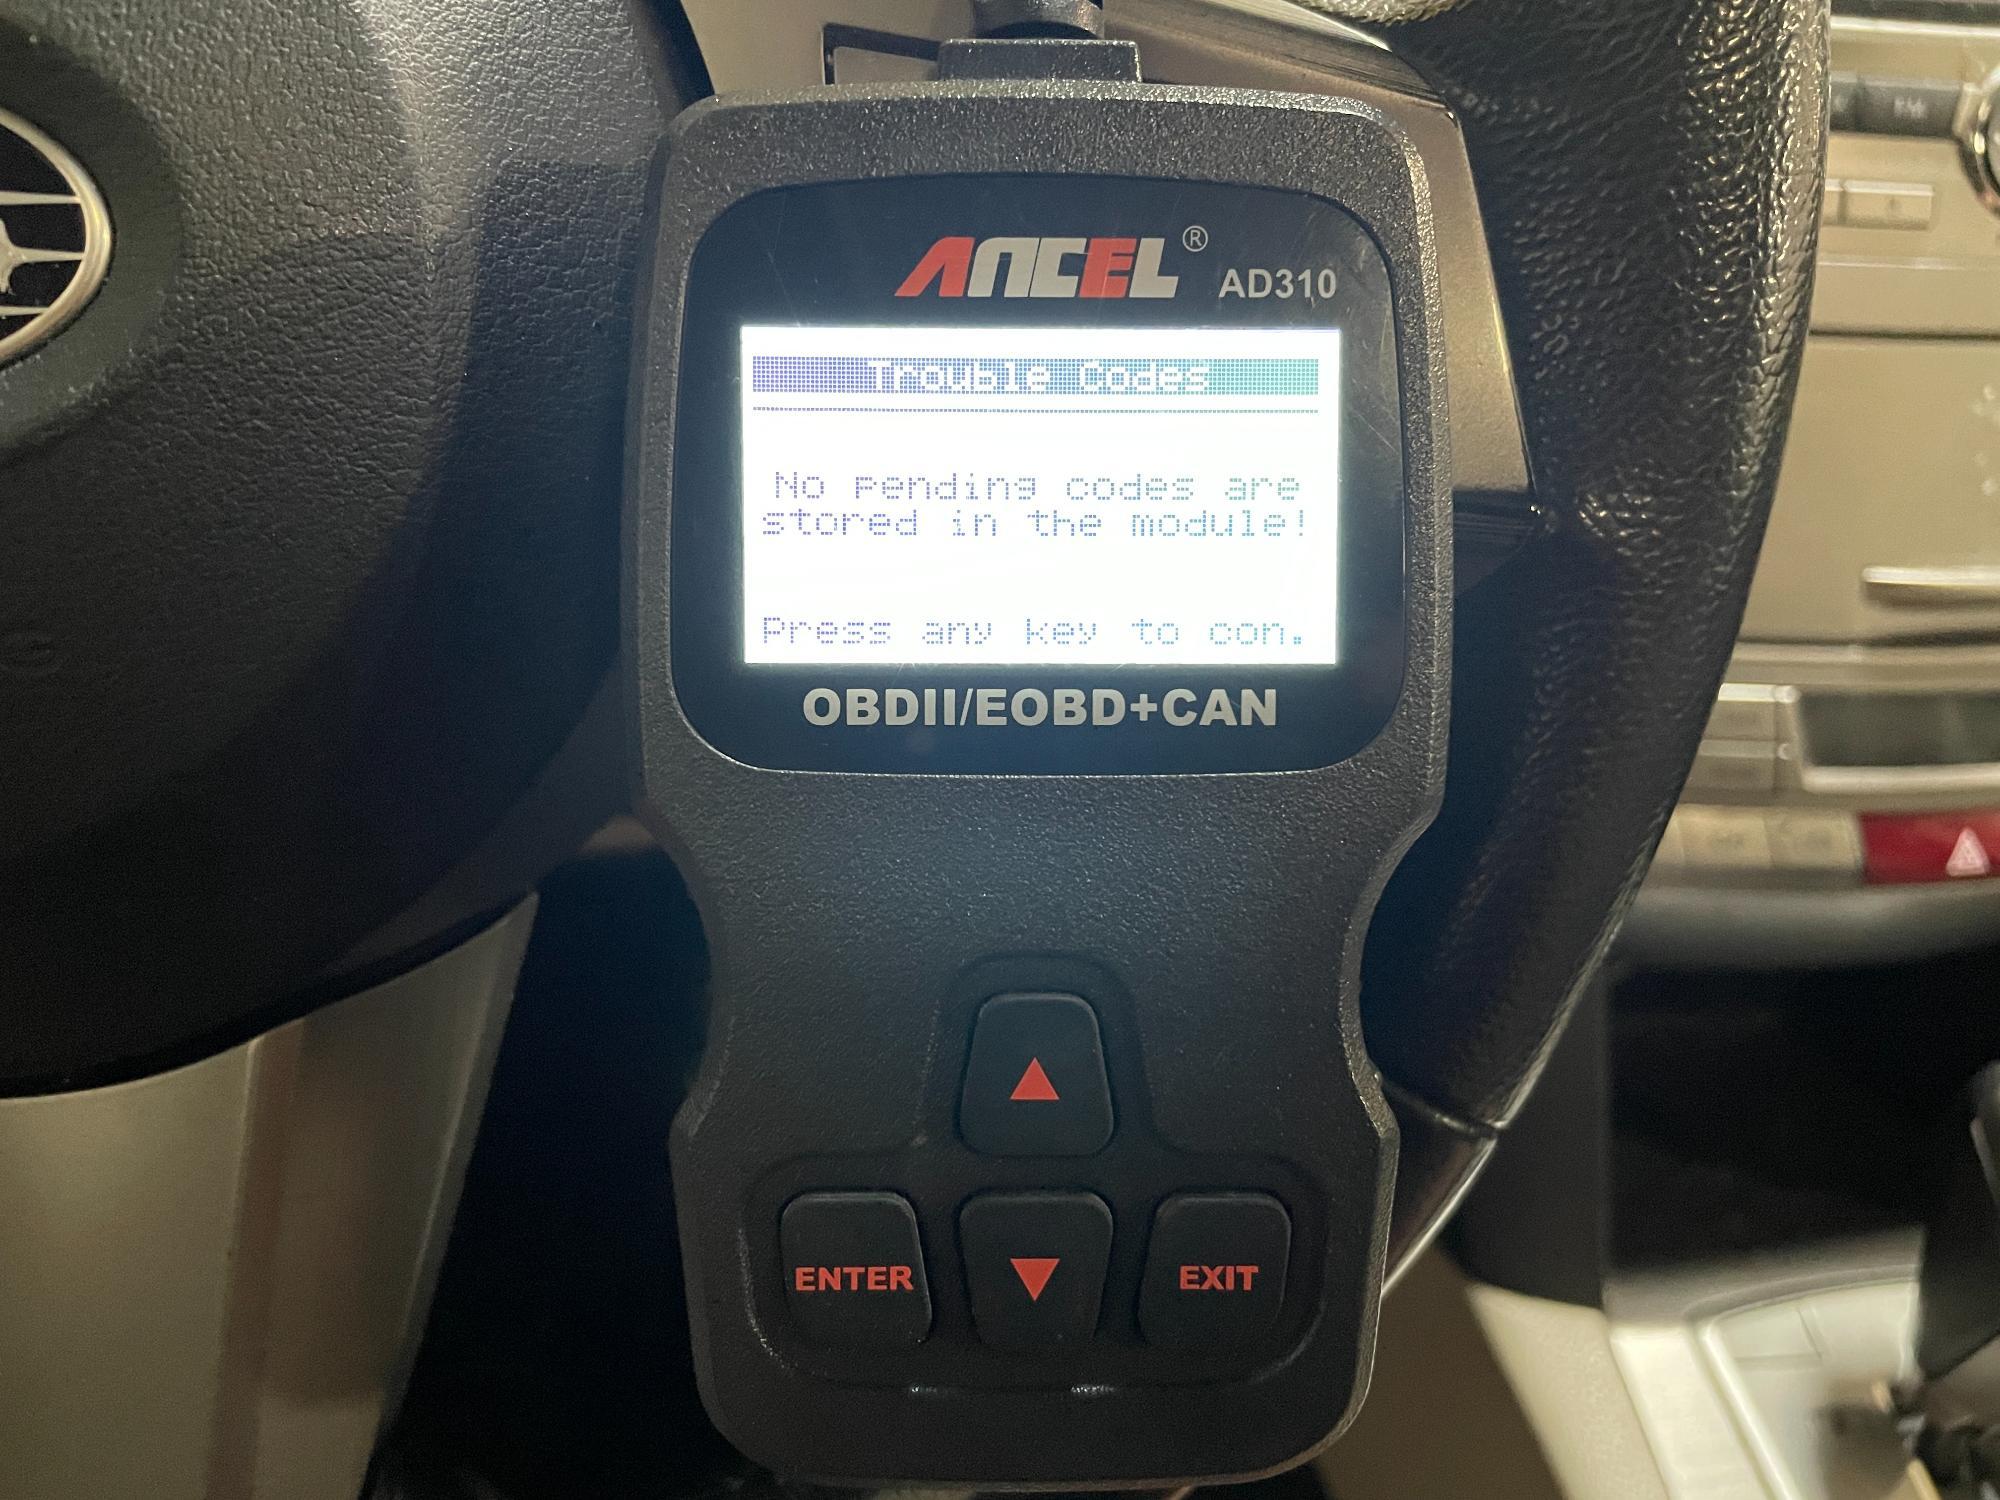 ANCEL® AD310
Trouble Codes
No pending codes are
stored in the module!
Press any key to con.
OBDII/EOBD+CAN
ENTER
EXIT